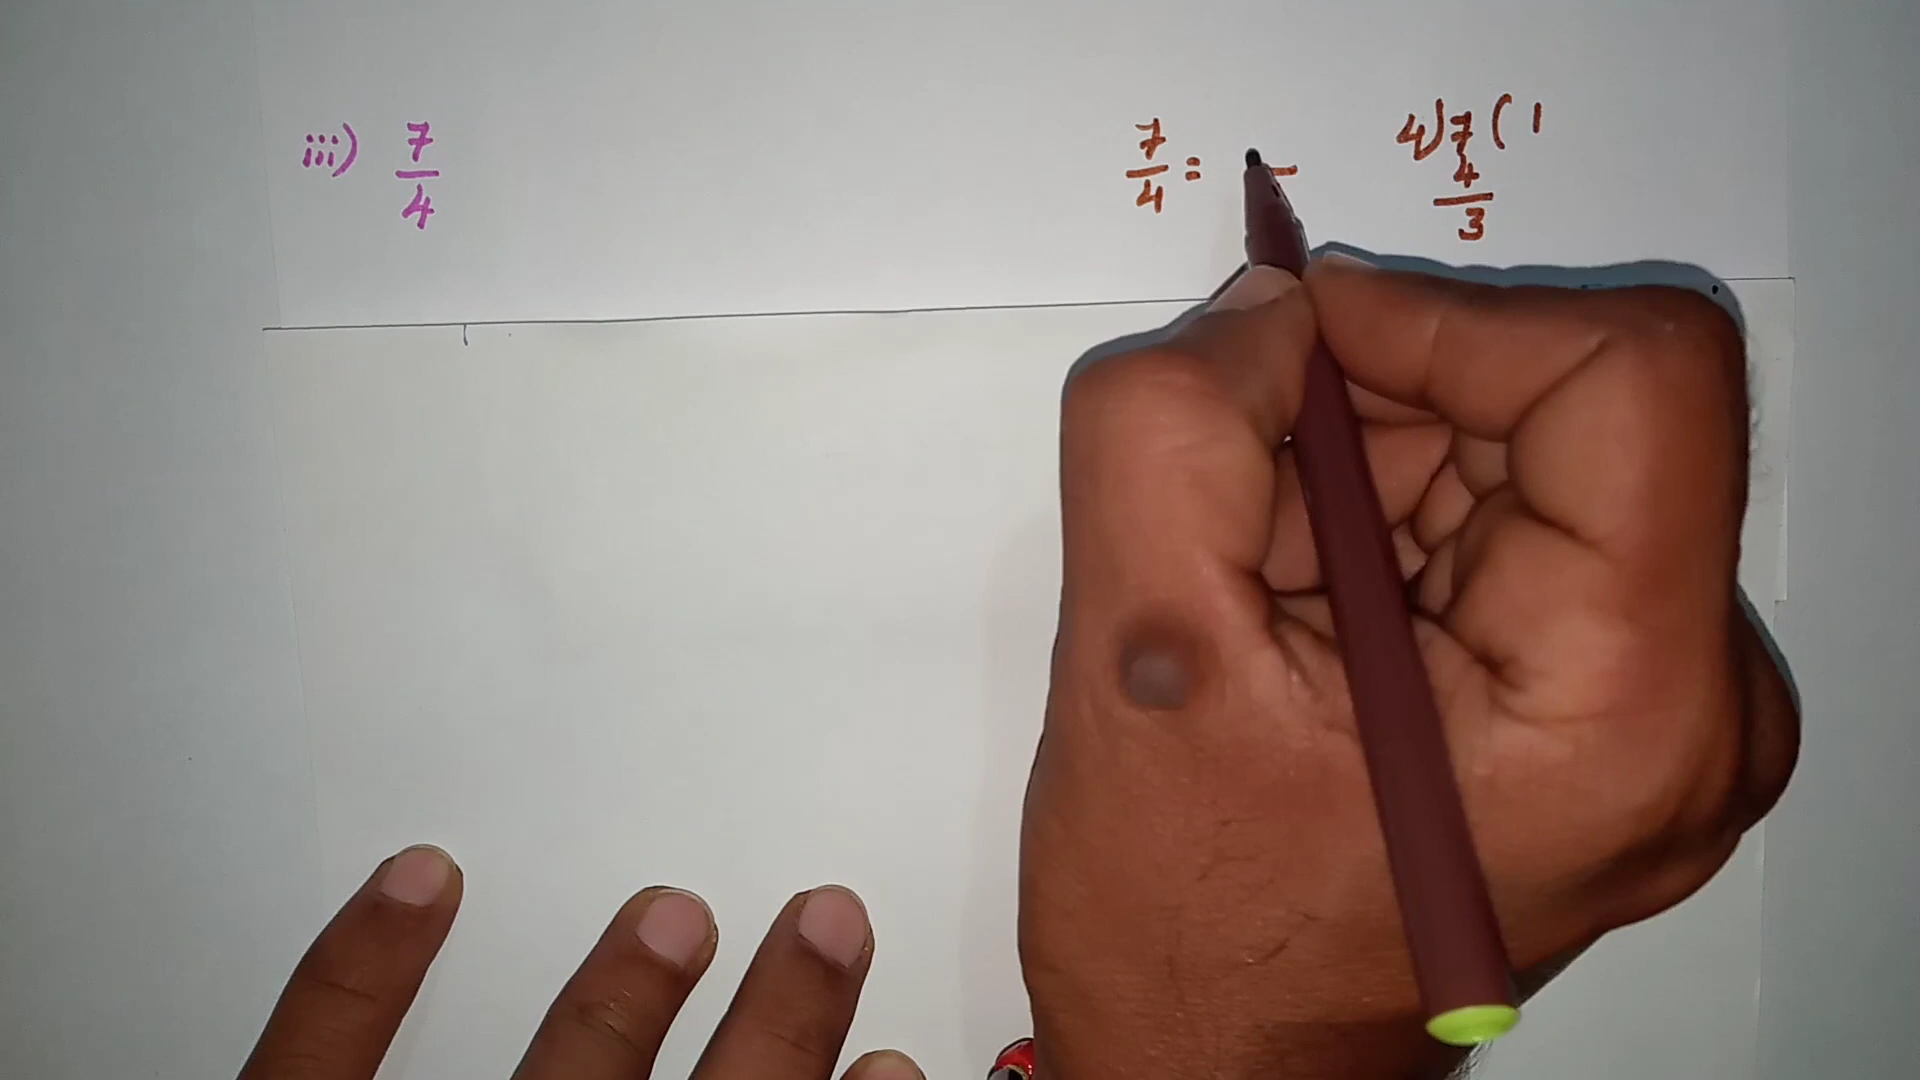 iii) 7/4
7/4 =
4)7(1
4
3